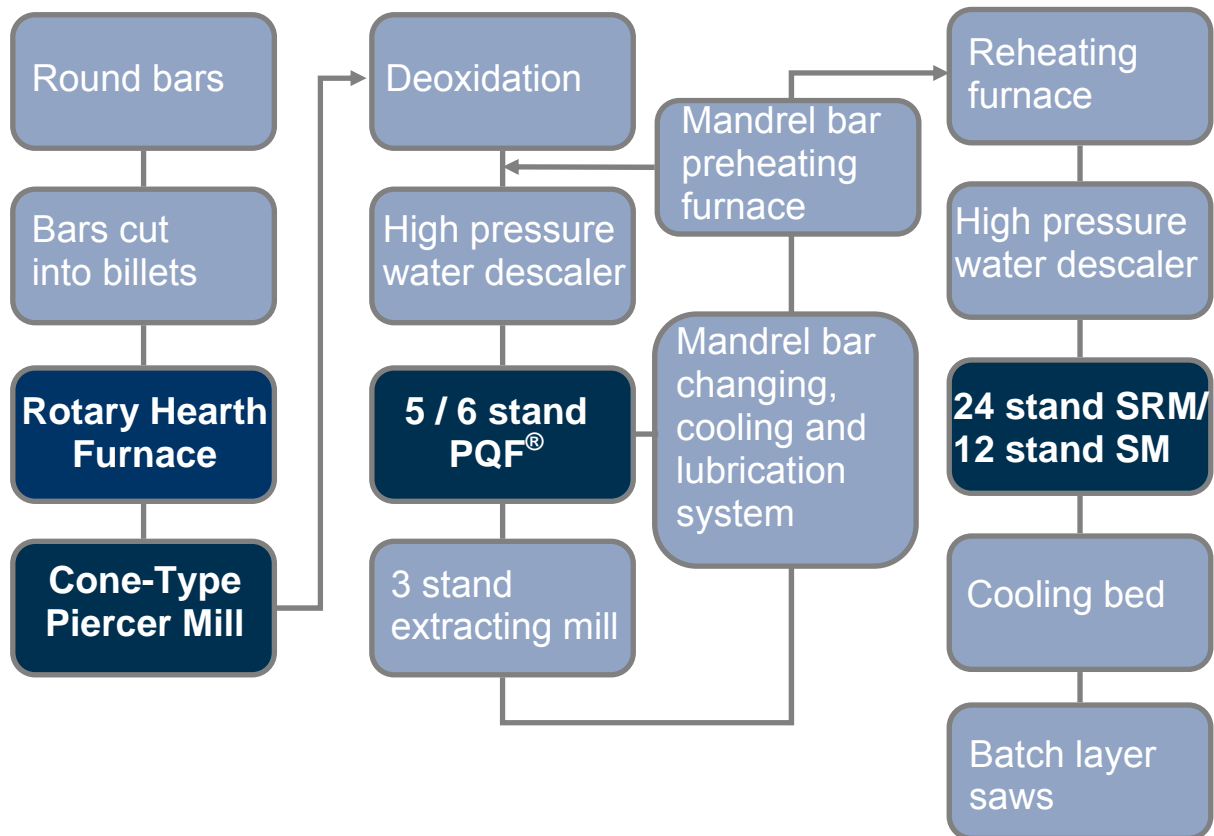 Round bars
Bars cut
into billets
Rotary Hearth
Furnace
Cone-Type
Piercer Mill
Deoxidation
High pressure
water descaler
5 / 6 stand
PQF®
3 stand
extracting mill
Mandrel bar
preheating
furnace
Mandrel bar
changing,
cooling and
lubrication
system
Reheating
furnace
High pressure
water descaler
24 stand SRM/
12 stand SM
Cooling bed
Batch layer
saws